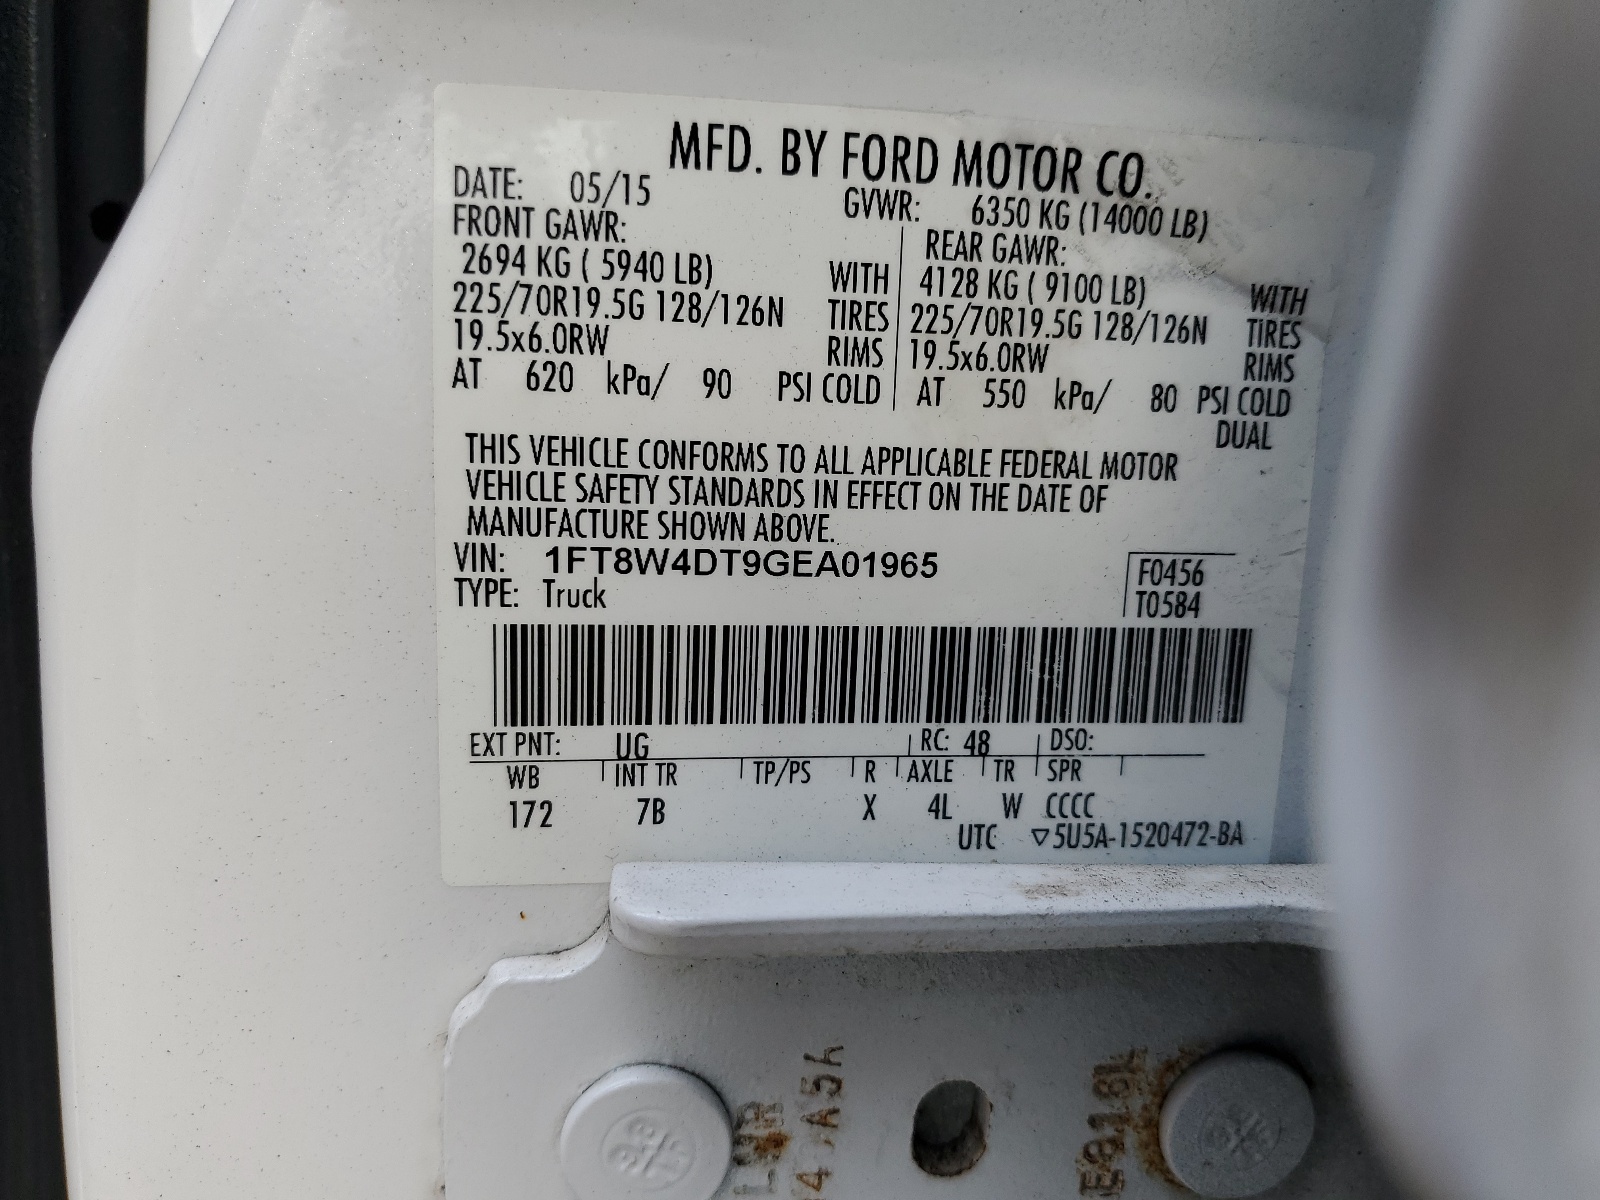 MFD. BY FORD MOTOR CO.
DATE: 05/15 GVWR: 6350 KG (14000 LB)
FRONT GAWR: REAR GAWR:
2694 KG ( 5940 LB) WITH 4128 KG ( 9100 LB) WITH
225/70R19.5G 128/126N TIRES 225/70R19.5G 128/126N TIRES
19.5x6.0RW RIMS 19.5x6.0RW RIMS
AT 620 kPa/ 90 PSI COLD AT 550 kPa/ 80 PSI COLD
DUAL
THIS VEHICLE CONFORMS TO ALL APPLICABLE FEDERAL MOTOR
VEHICLE SAFETY STANDARDS IN EFFECT ON THE DATE OF
MANUFACTURE SHOWN ABOVE.
VIN: 1FT8W4DT9GEA01965
TYPE: Truck
F0456
T0584
EXT PNT: UG RC: 48 DSO:
WB INT TR TP/PS R AXLE TR SPR
172 7B X 4L W CCCC
UTC ▽5U5A-1520472-BA